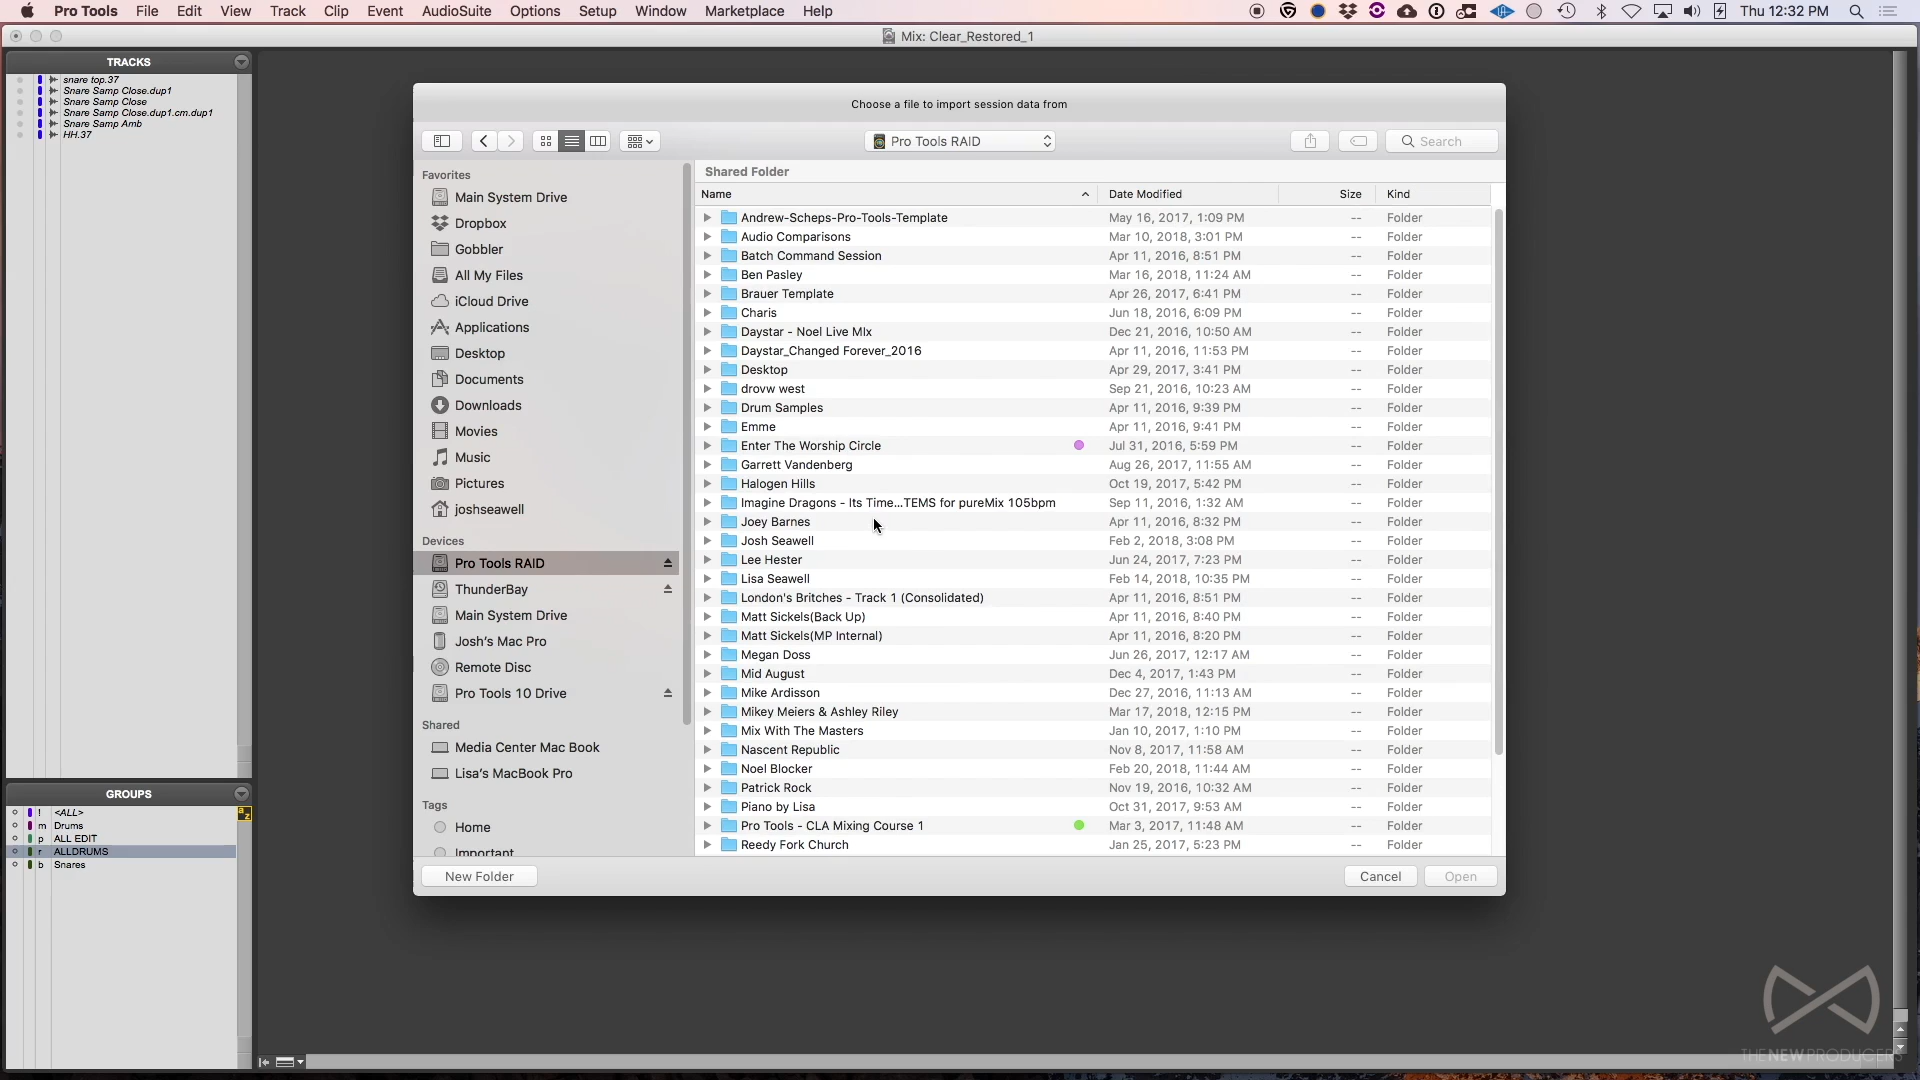 Pro Tools File Edit View Track Clip Event AudioSuite Options Setup Window Marketplace Help Thu 12:32 PM
Mix: Clear_Restored_1
TRACKS
snare top.37
Snare Samp Close.dup1
Snare Samp Close
Snare Samp Close.dup1.cm.dup1
Snare Samp Amb
HH.37
GROUPS
! <ALL>
m Drums
p ALL EDIT
r ALLDRUMS
b Snares
a z
Choose a file to import session data from
Pro Tools RAID
Search
Favorites
Main System Drive
Dropbox
Gobbler
All My Files
iCloud Drive
Applications
Desktop
Documents
Downloads
Movies
Music
Pictures
joshseawell
Devices
Pro Tools RAID
ThunderBay
Main System Drive
Josh's Mac Pro
Remote Disc
Pro Tools 10 Drive
Shared
Media Center Mac Book
Lisa's MacBook Pro
Tags
Home
Important
Shared Folder
Name Date Modified Size Kind
Andrew-Scheps-Pro-Tools-Template May 16, 2017, 1:09 PM -- Folder
Audio Comparisons Mar 10, 2018, 3:01 PM -- Folder
Batch Command Session Apr 11, 2016, 8:51 PM -- Folder
Ben Pasley Mar 16, 2018, 11:24 AM -- Folder
Brauer Template Apr 26, 2017, 6:41 PM -- Folder
Charis Jun 18, 2016, 6:09 PM -- Folder
Daystar - Noel Live MIx Dec 21, 2016, 10:50 AM -- Folder
Daystar_Changed Forever_2016 Apr 11, 2016, 11:53 PM -- Folder
Desktop Apr 29, 2017, 3:41 PM -- Folder
drovw west Sep 21, 2016, 10:23 AM -- Folder
Drum Samples Apr 11, 2016, 9:39 PM -- Folder
Emme Apr 11, 2016, 9:41 PM -- Folder
Enter The Worship Circle Jul 31, 2016, 5:59 PM -- Folder
Garrett Vandenberg Aug 26, 2017, 11:55 AM -- Folder
Halogen Hills Oct 19, 2017, 5:42 PM -- Folder
Imagine Dragons - Its Time...TEMS for pureMix 105bpm Sep 11, 2016, 1:32 AM -- Folder
Joey Barnes Apr 11, 2016, 8:32 PM -- Folder
Josh Seawell Feb 2, 2018, 3:08 PM -- Folder
Lee Hester Jun 24, 2017, 7:23 PM -- Folder
Lisa Seawell Feb 14, 2018, 10:35 PM -- Folder
London's Britches - Track 1 (Consolidated) Apr 11, 2016, 8:51 PM -- Folder
Matt Sickels(Back Up) Apr 11, 2016, 8:40 PM -- Folder
Matt Sickels(MP Internal) Apr 11, 2016, 8:20 PM -- Folder
Megan Doss Jun 26, 2017, 12:17 AM -- Folder
Mid August Dec 4, 2017, 1:43 PM -- Folder
Mike Ardisson Dec 27, 2016, 11:13 AM -- Folder
Mikey Meiers & Ashley Riley Mar 17, 2018, 12:15 PM -- Folder
Mix With The Masters Jan 10, 2017, 1:10 PM -- Folder
Nascent Republic Nov 8, 2017, 11:58 AM -- Folder
Noel Blocker Feb 20, 2018, 11:44 AM -- Folder
Patrick Rock Nov 19, 2016, 10:32 AM -- Folder
Piano by Lisa Oct 31, 2017, 9:53 AM -- Folder
Pro Tools - CLA Mixing Course 1 Mar 3, 2017, 11:48 AM -- Folder
Reedy Fork Church Jan 25, 2017, 5:23 PM -- Folder
New Folder Cancel Open
THE NEW PRODUCERS